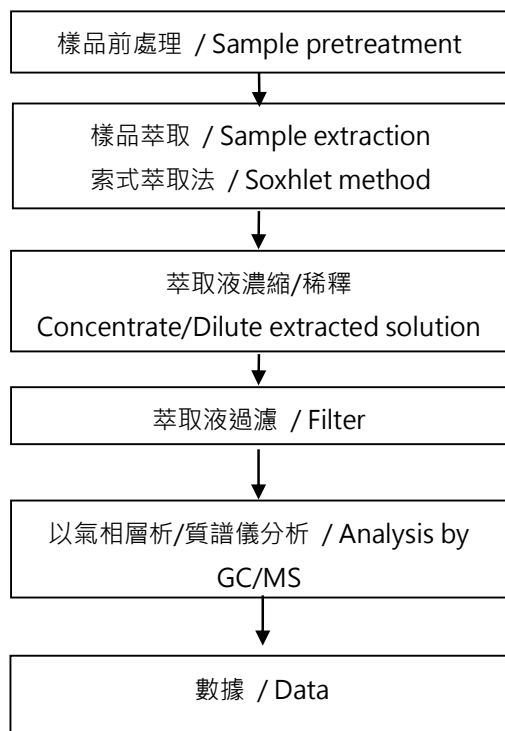 樣品前處理 / Sample pretreatment
樣品萃取 / Sample extraction
索式萃取法 / Soxhlet method
萃取液濃縮/稀釋
Concentrate/Dilute extracted solution
萃取液過濾 / Filter
以氣相層析/質譜儀分析 / Analysis by
GC/MS
數據 / Data